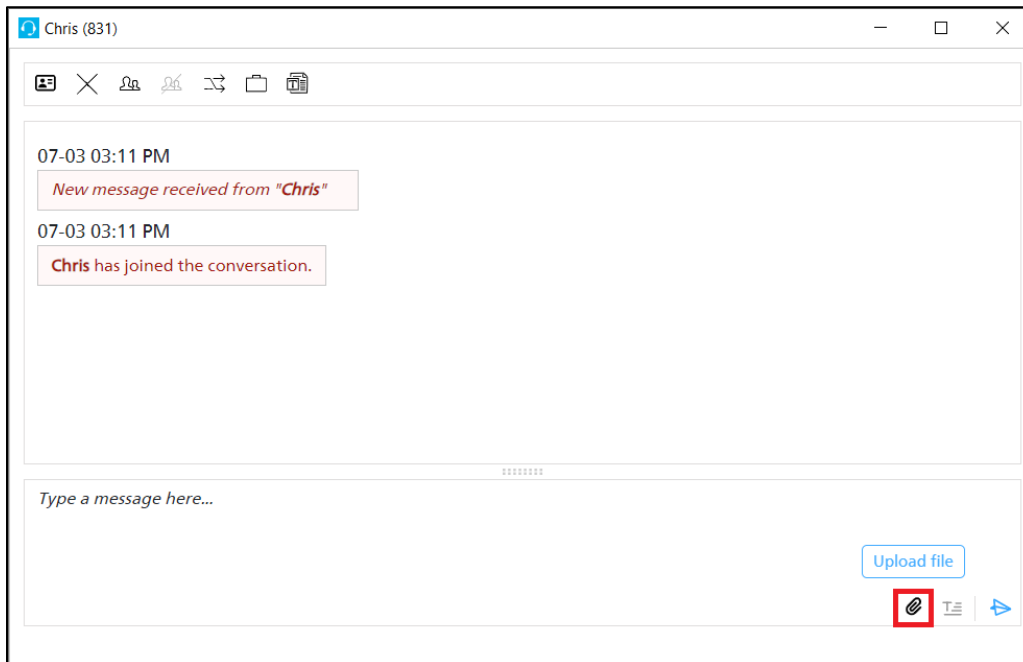 Chris (831)
07-03 03:11 PM
New message received from "Chris"
07-03 03:11 PM
Chris has joined the conversation.
Type a message here...
Upload file